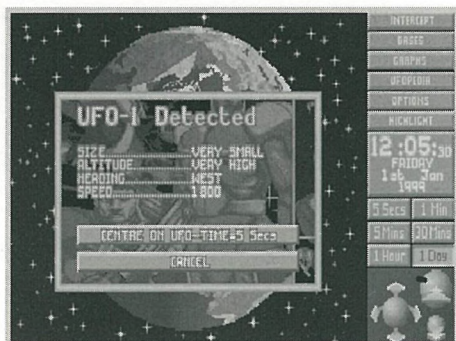 UFO-1 Detected
SIZE....................VERY SMALL
ALTITUDE................VERY HIGH
HEADING.................WEST
SPEED...................1800
CENTRE ON UFO-TIME=5 Secs
CANCEL
INTERCEPT
BASES
GRAPHS
UFOPEDIA
OPTIONS
12:05:30
FRIDAY
1st Jan
1999
5 Secs
1 Min
5 Mins
30 Mins
1 Hour
1 Day